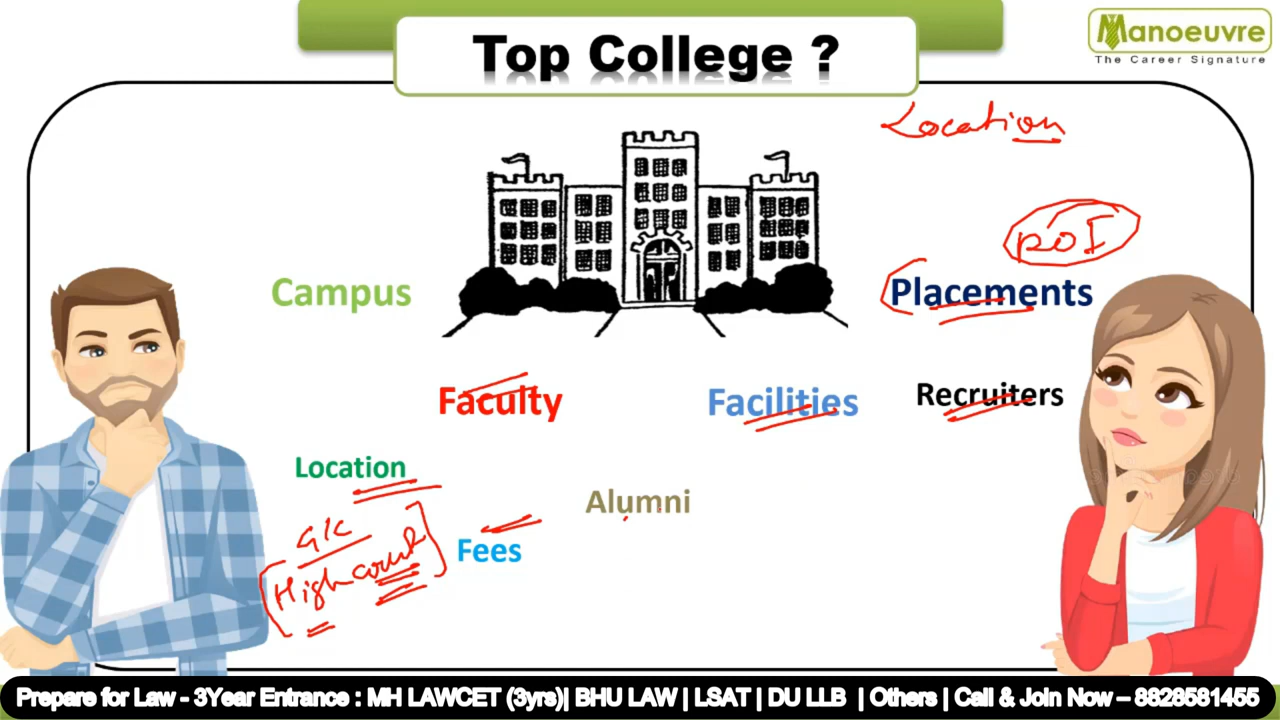 Top College ?
Manoeuvre
The Career Signature
Location
ROI
Campus
Placements
Faculty
Facilities
Recruiters
Location
Alumni
G/C
High court
Fees
Prepare for Law - 3Year Entrance : MH LAWCET (3yrs)| BHU LAW | LSAT | DU LLB | Others | Call & Join Now – 8828581455